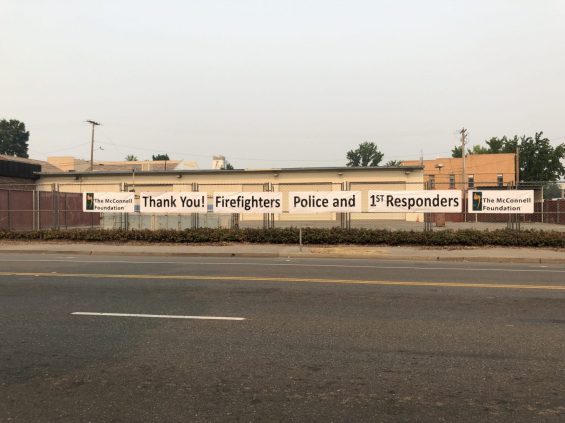 The McConnell
Foundation
Thank You!
Firefighters
Police and
1ST Responders
The McConnell
Foundation